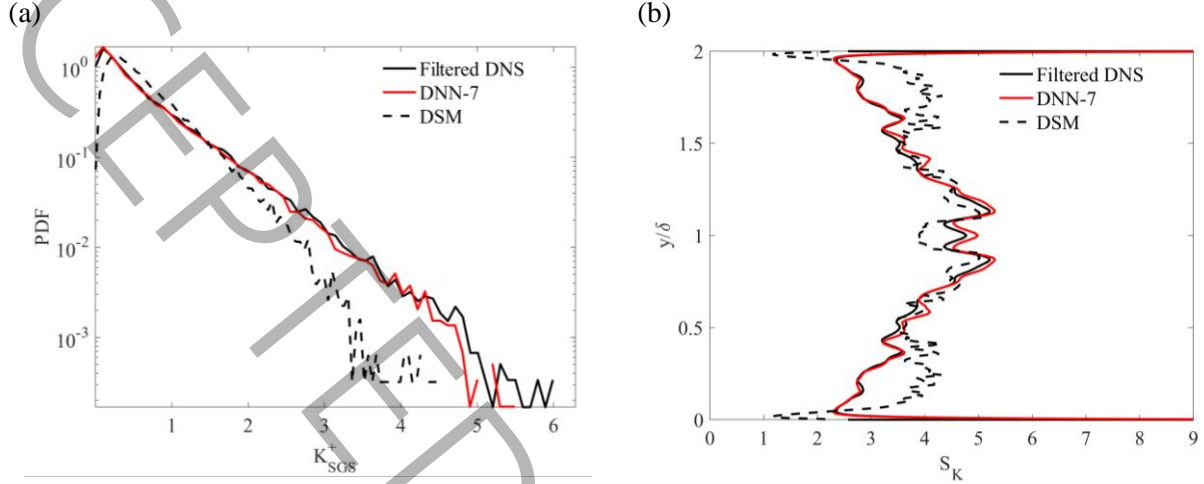 (a)
(b)
10^0
10^-1
10^-2
10^-3
PDF
1
2
3
4
5
6
K^+_SGS
Filtered DNS
DNN-7
DSM
2
1.5
1
0.5
0
y/δ
0
1
2
3
4
5
6
7
8
9
S_K
Filtered DNS
DNN-7
DSM
CEPTED